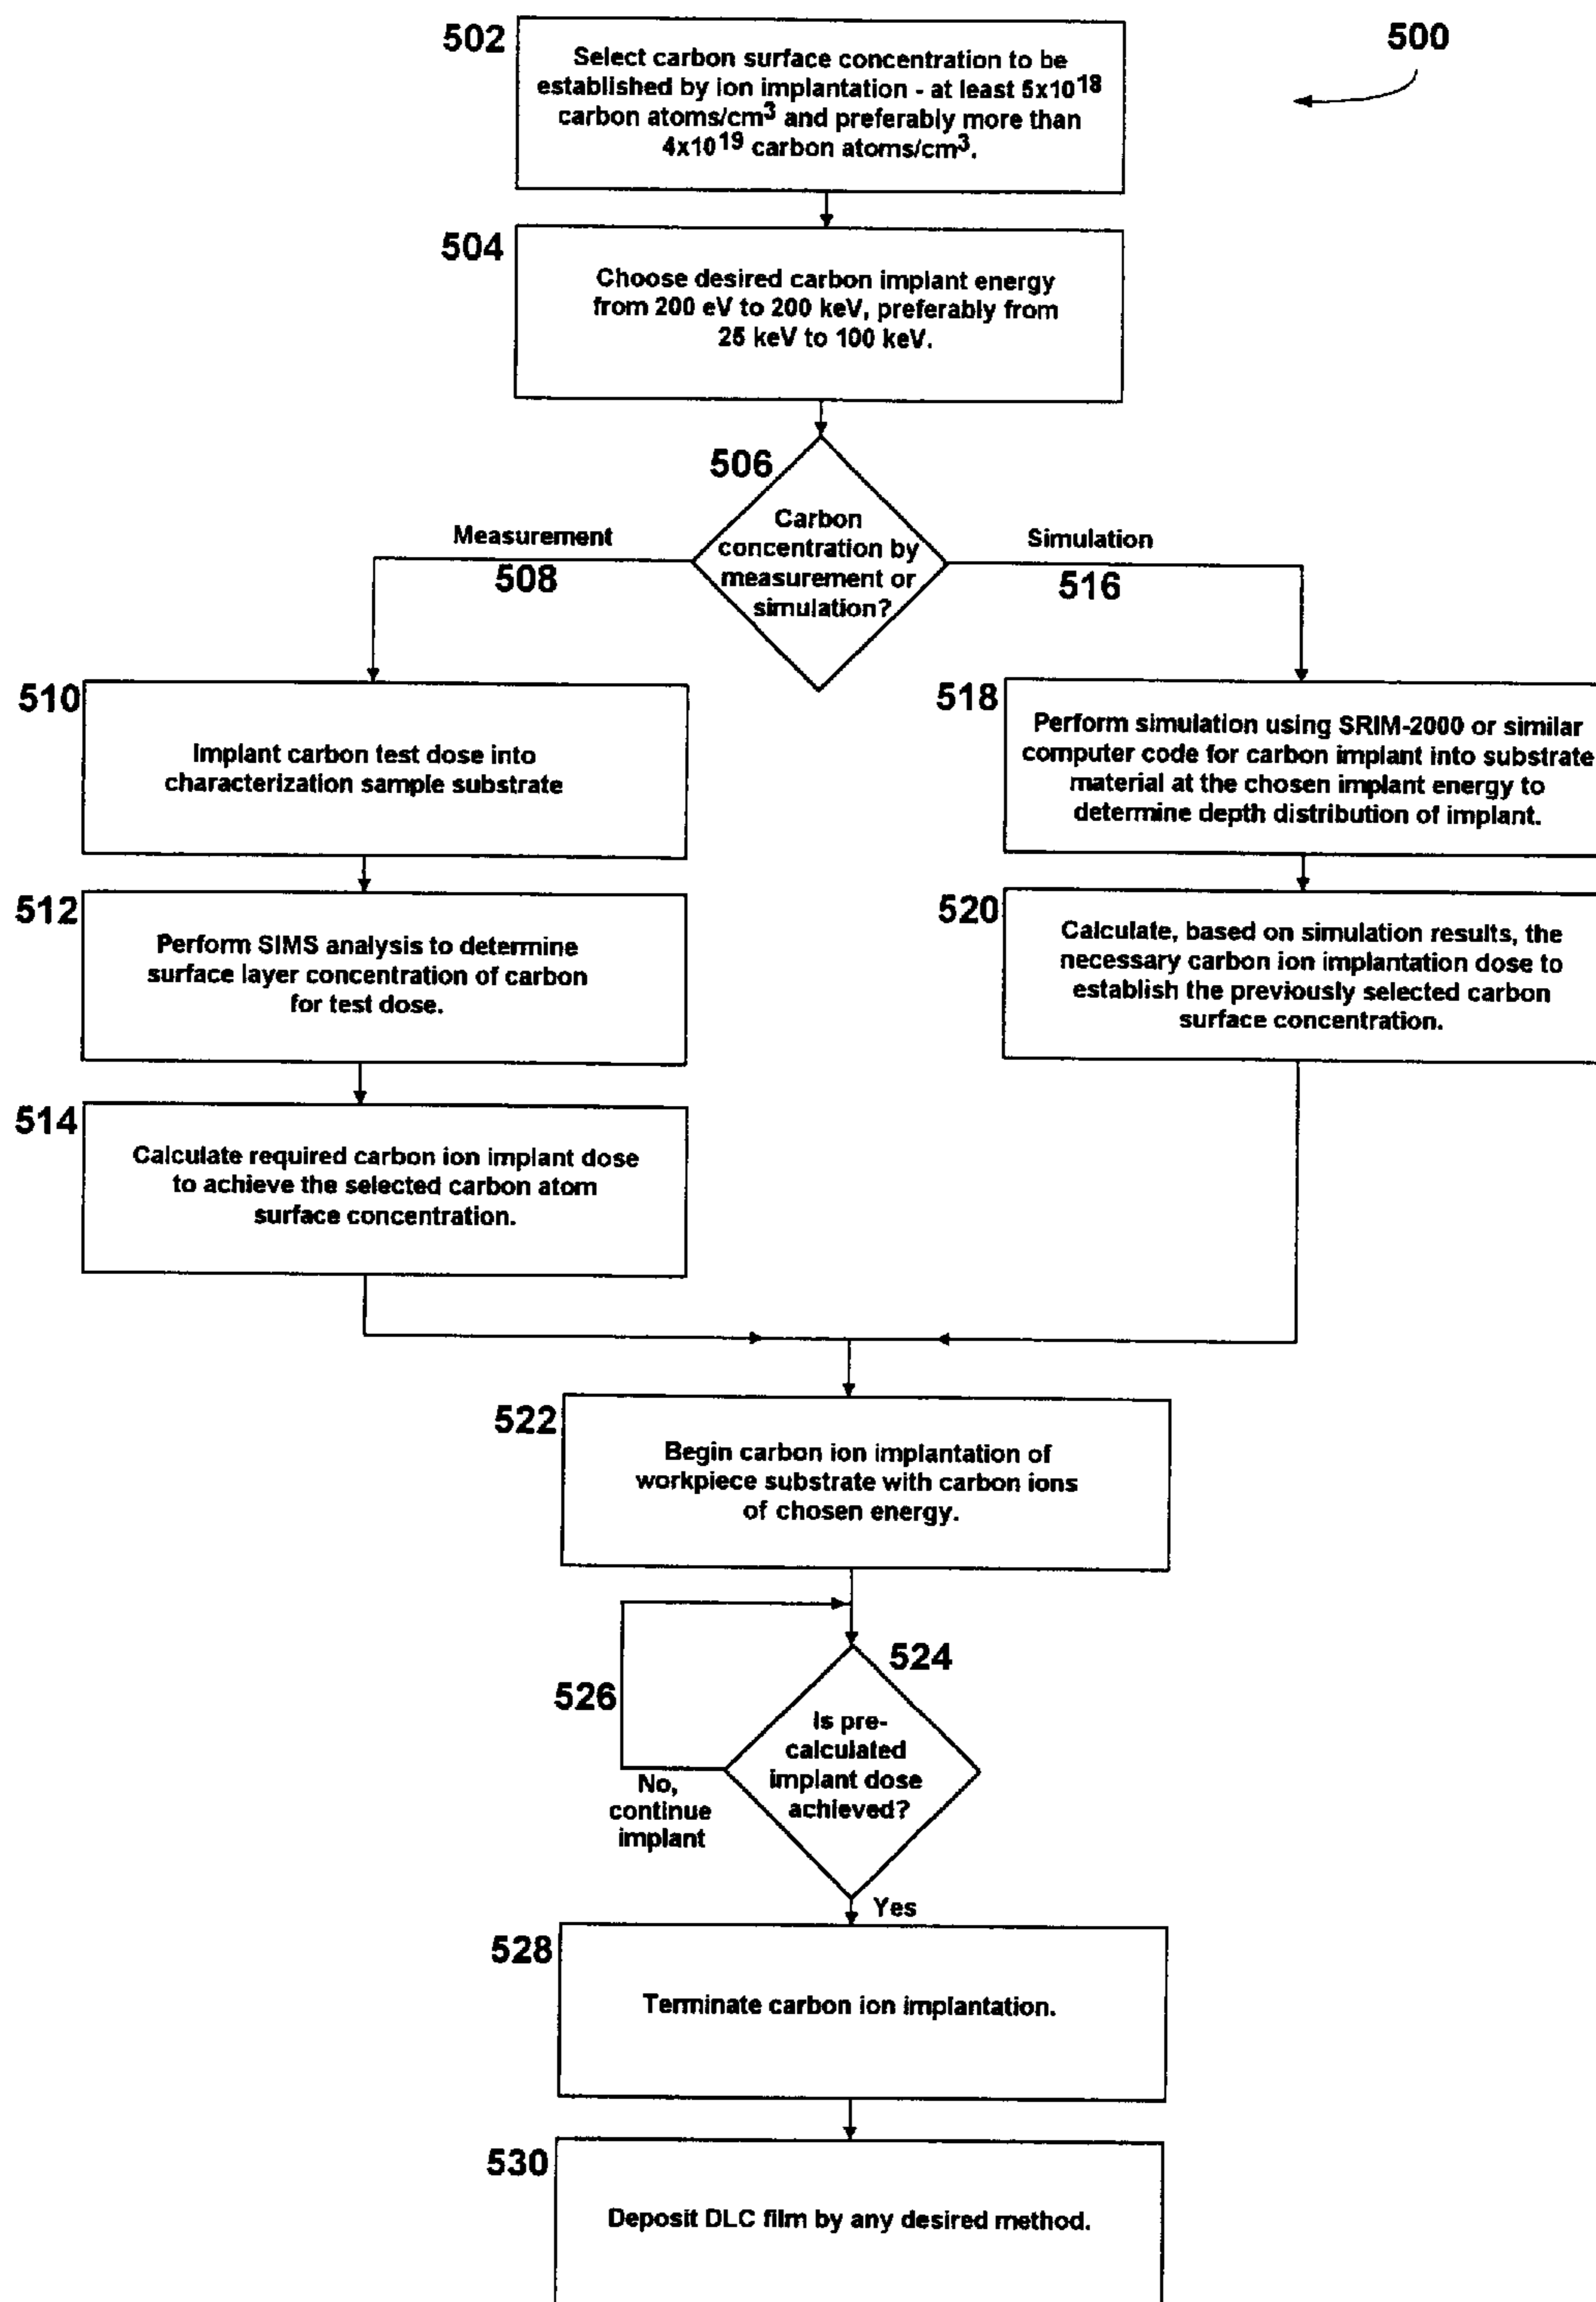 500
502
Select carbon surface concentration to be
established by ion implantation - at least 5x10^18
carbon atoms/cm^3 and preferably more than
4x10^19 carbon atoms/cm^3.
504
Choose desired carbon implant energy
from 200 eV to 200 keV, preferably from
25 keV to 100 keV.
506
Carbon
concentration by
measurement or
simulation?
Measurement
508
Simulation
516
510
Implant carbon test dose into
characterization sample substrate
512
Perform SIMS analysis to determine
surface layer concentration of carbon
for test dose.
514
Calculate required carbon ion implant dose
to achieve the selected carbon atom
surface concentration.
518
Perform simulation using SRIM-2000 or similar
computer code for carbon implant into substrate
material at the chosen implant energy to
determine depth distribution of implant.
520
Calculate, based on simulation results, the
necessary carbon ion implantation dose to
establish the previously selected carbon
surface concentration.
522
Begin carbon ion implantation of
workpiece substrate with carbon ions
of chosen energy.
524
Is pre-
calculated
implant dose
achieved?
526
No,
continue
implant
Yes
528
Terminate carbon ion implantation.
530
Deposit DLC film by any desired method.